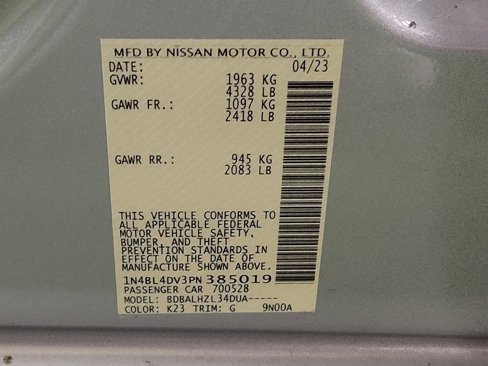 MFD BY NISSAN MOTOR CO., LTD.
DATE: 04/23
GVWR: 1963 KG
4328 LB
GAWR FR.: 1097 KG
2418 LB
GAWR RR.: 945 KG
2083 LB
THIS VEHICLE CONFORMS TO
ALL APPLICABLE FEDERAL
MOTOR VEHICLE SAFETY,
BUMPER, AND THEFT
PREVENTION STANDARDS IN
EFFECT ON THE DATE OF
MANUFACTURE SHOWN ABOVE.
1N4BL4DV3PN385019
PASSENGER CAR 700528
MODEL: BDBALHZL34DUA-----
COLOR: K23 TRIM: G 9N00A